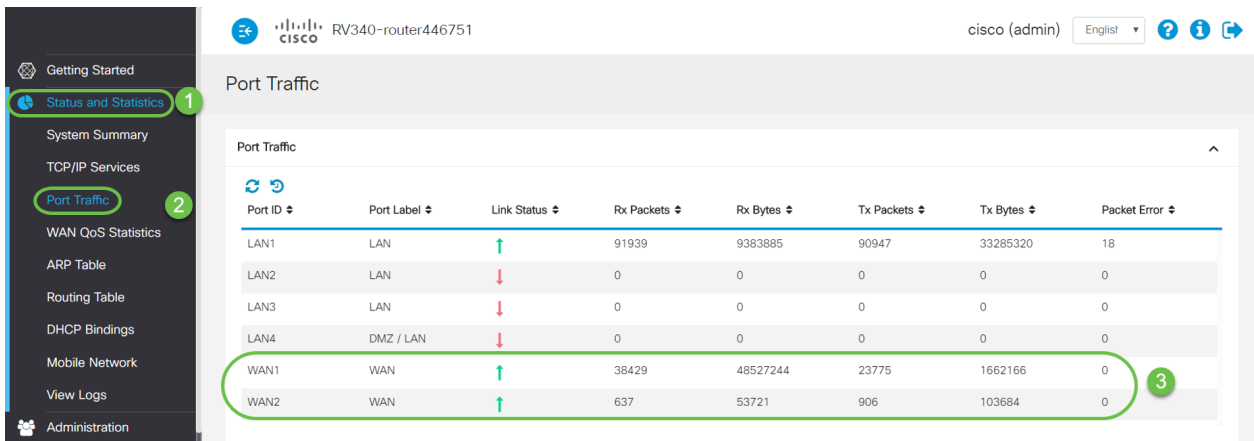 cisco RV340-router446751 cisco (admin) English ? i
Getting Started
Port Traffic
Status and Statistics 1
System Summary
Port Traffic
TCP/IP Services
Port Traffic 2
Port ID Port Label Link Status Rx Packets Rx Bytes Tx Packets Tx Bytes Packet Error
WAN QoS Statistics
LAN1 LAN 91939 9383885 90947 33285320 18
ARP Table
LAN2 LAN 0 0 0 0 0
Routing Table
LAN3 LAN 0 0 0 0 0
DHCP Bindings
LAN4 DMZ / LAN 0 0 0 0 0
Mobile Network
WAN1 WAN 38429 48527244 23775 1662166 0
3
View Logs
WAN2 WAN 637 53721 906 103684 0
Administration